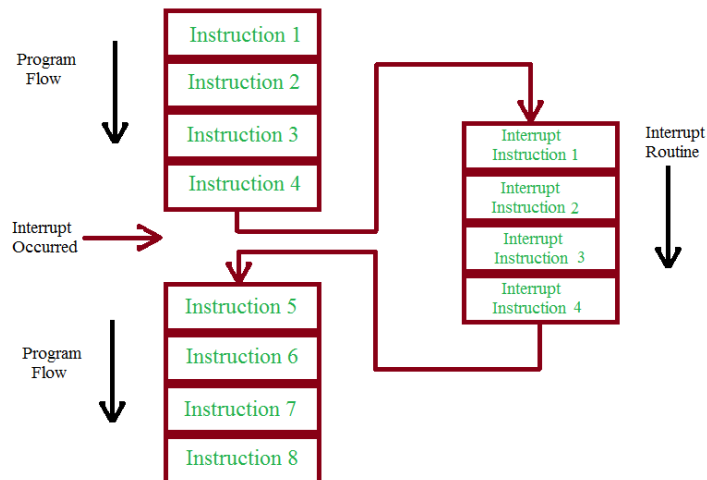 Program
Flow
Instruction 1
Instruction 2
Instruction 3
Instruction 4
Interrupt
Occurred
Interrupt
Instruction 1
Interrupt
Instruction 2
Interrupt
Instruction 3
Interrupt
Instruction 4
Interrupt
Routine
Program
Flow
Instruction 5
Instruction 6
Instruction 7
Instruction 8